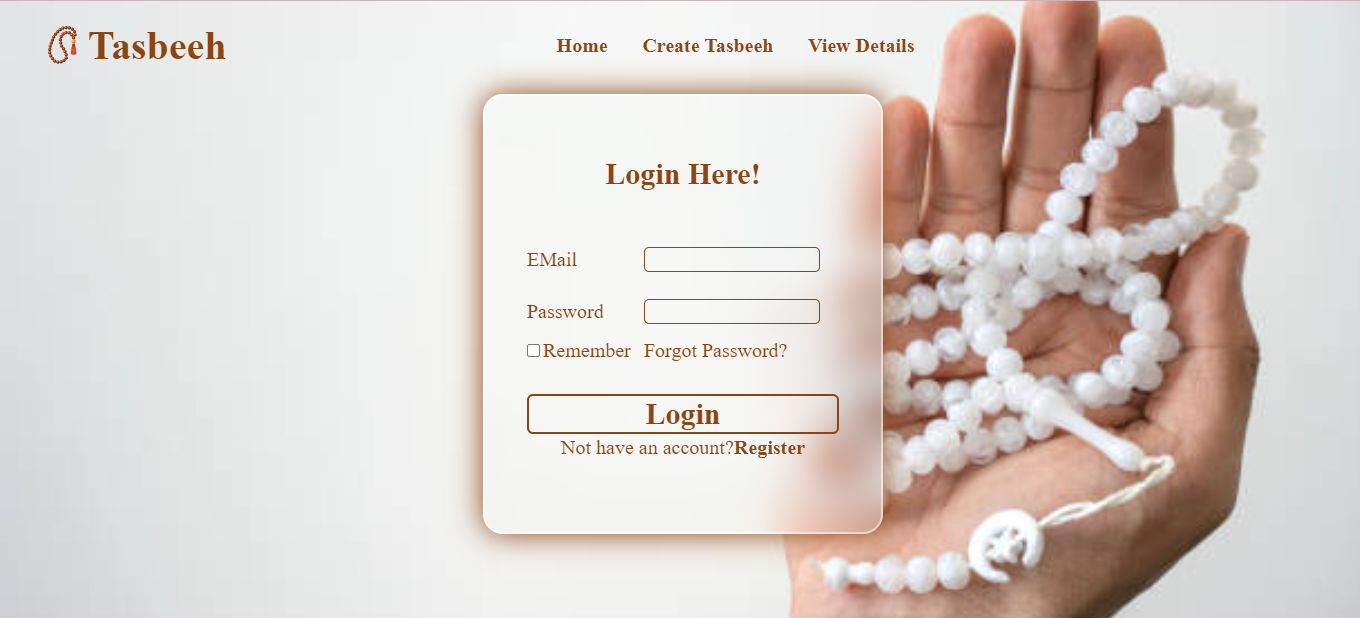 Tasbeeh
Home Create Tasbeeh View Details
Login Here!
EMail
Password
Remember Forgot Password?
Login
Not have an account?Register